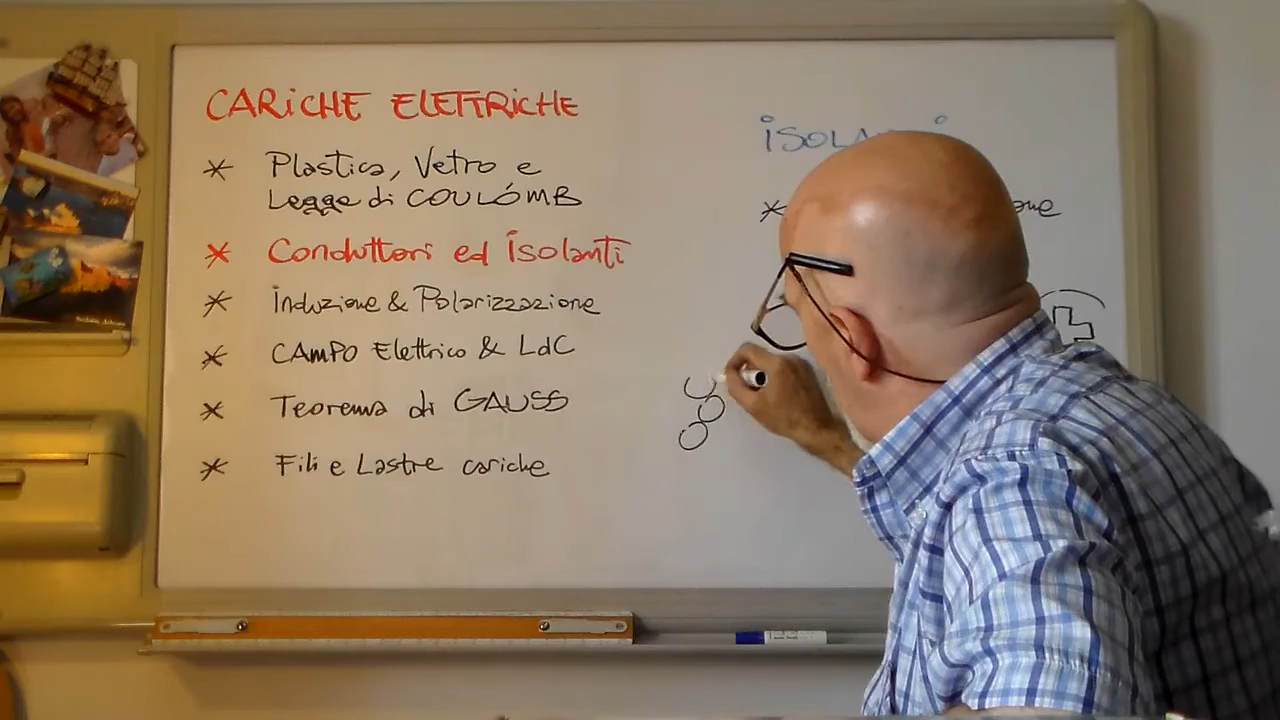 CARICHE ELETTRICHE
* Plastica, Vetro e
Legge di COULÓMB
* Conduttori ed isolanti
* Induzione & Polarizzazione
* CAMPO Elettrico & LdC
* Teorema di GAUSS
* Fili e Lastre cariche
*